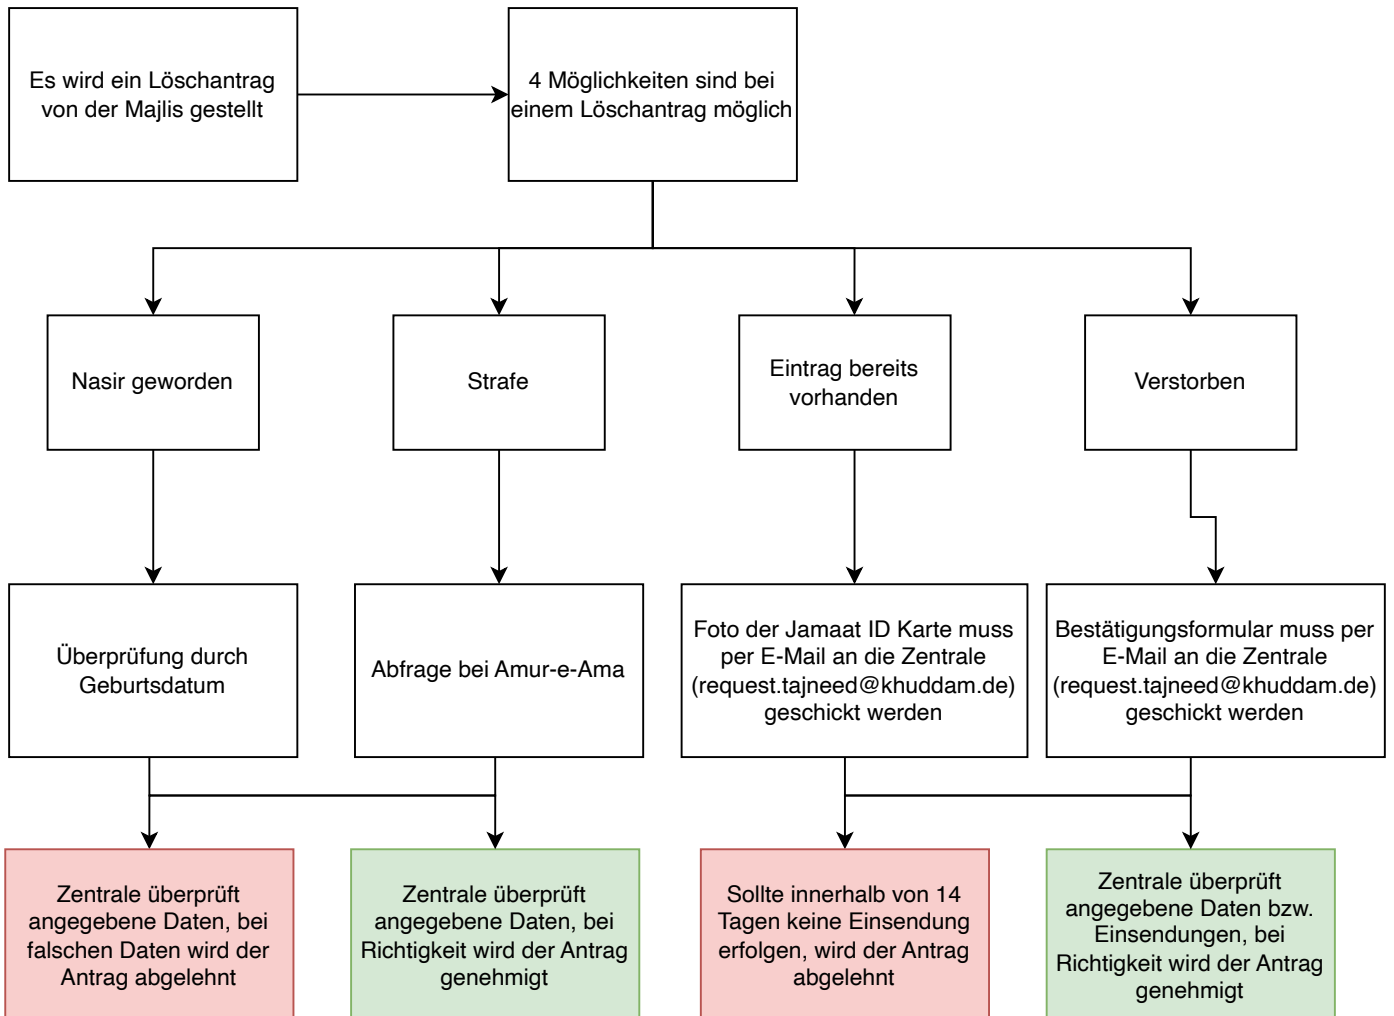 Es wird ein Löschantrag
von der Majlis gestellt
4 Möglichkeiten sind bei
einem Löschantrag möglich
Nasir geworden
Strafe
Eintrag bereits
vorhanden
Verstorben
Überprüfung durch
Geburtsdatum
Abfrage bei Amur-e-Ama
Foto der Jamaat ID Karte muss
per E-Mail an die Zentrale
(request.tajneed@khuddam.de)
geschickt werden
Bestätigungsformular muss per
E-Mail an die Zentrale
(request.tajneed@khuddam.de)
geschickt werden
Zentrale überprüft
angegebene Daten, bei
falschen Daten wird der
Antrag abgelehnt
Zentrale überprüft
angegebene Daten, bei
Richtigkeit wird der Antrag
genehmigt
Sollte innerhalb von 14
Tagen keine Einsendung
erfolgen, wird der Antrag
abgelehnt
Zentrale überprüft
angegebene Daten bzw.
Einsendungen, bei
Richtigkeit wird der Antrag
genehmigt